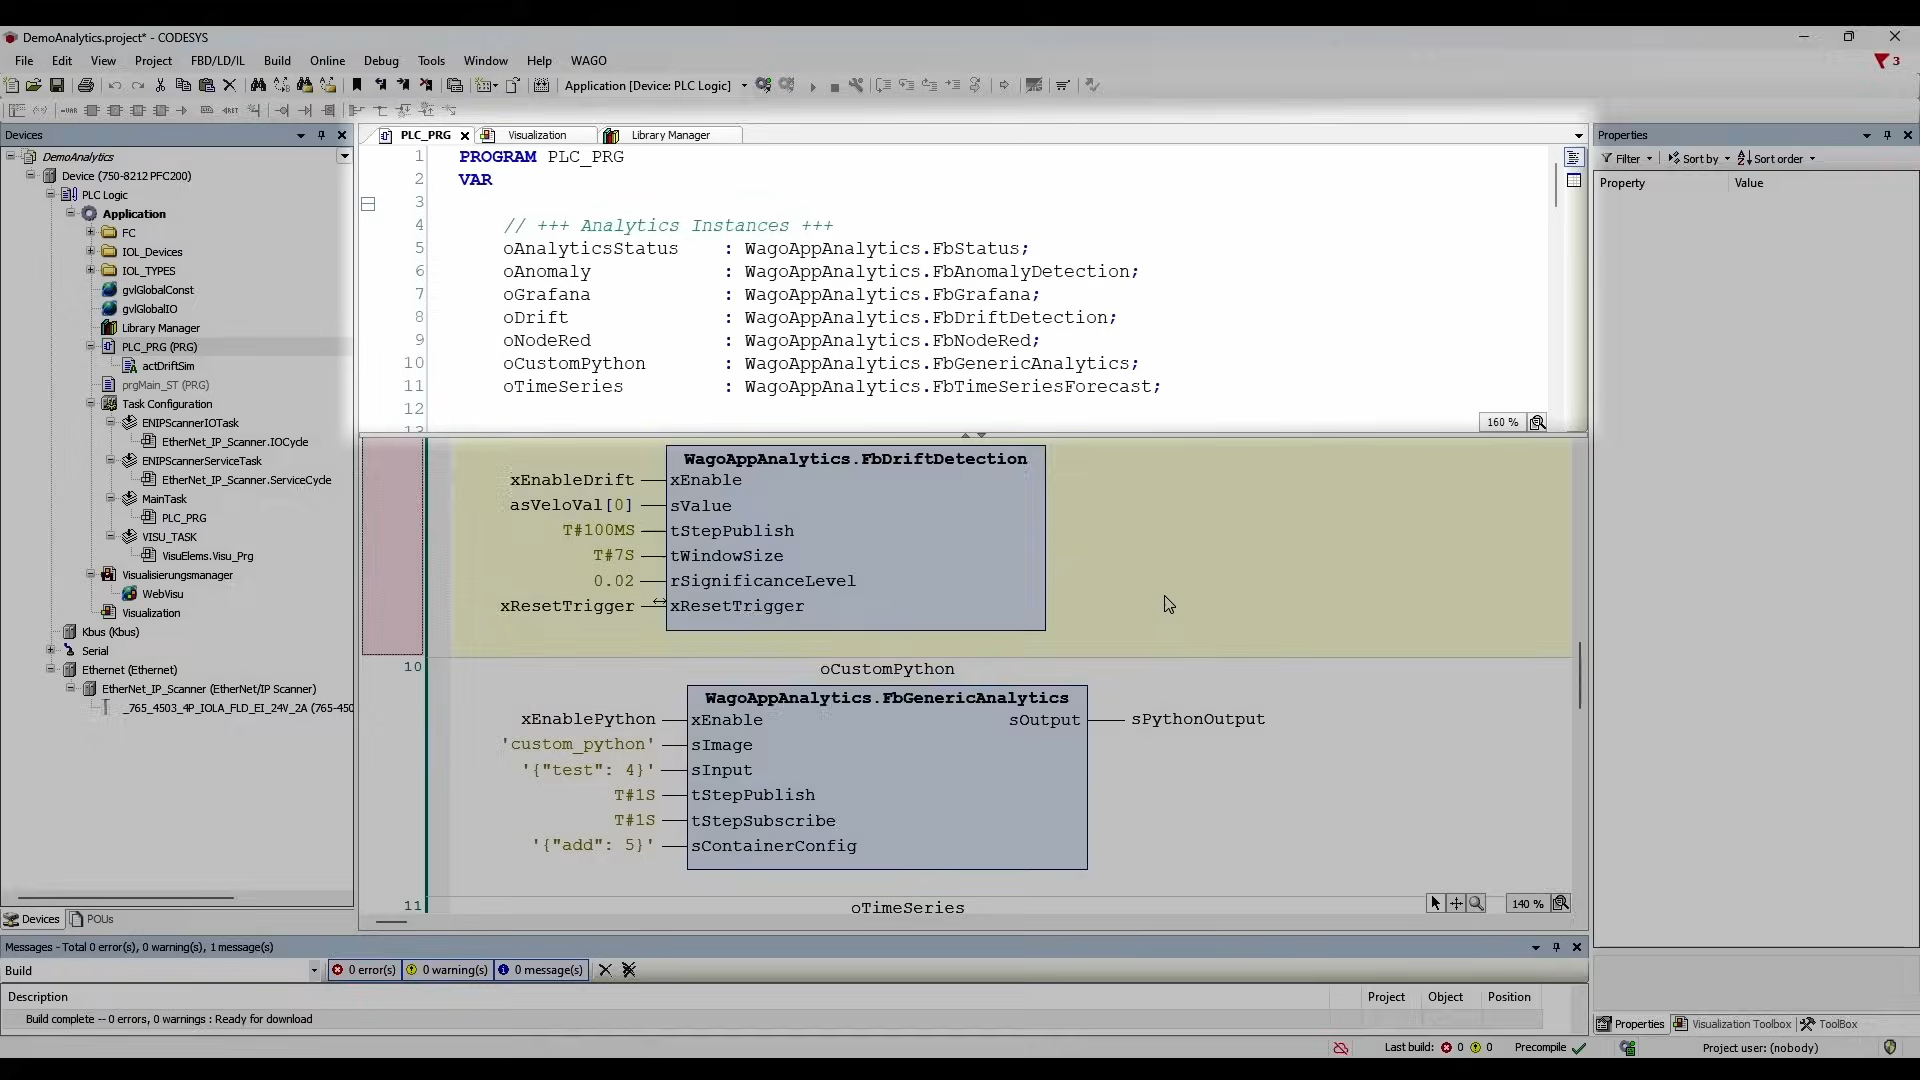 DemoAnalytics.project* - CODESYS
File Edit View Project FBD/LD/IL Build Online Debug Tools Window Help WAGO
3
Application [Device: PLC Logic]
Devices
DemoAnalytics
Device (750-8212 PFC200)
PLC Logic
Application
FC
IOL_Devices
IOL_TYPES
gvlGlobalConst
gvlGlobalIO
Library Manager
PLC_PRG (PRG)
actDriftSim
prgMain_ST (PRG)
Task Configuration
ENIPScannerIOTask
EtherNet_IP_Scanner.IOCycle
ENIPScannerServiceTask
EtherNet_IP_Scanner.ServiceCycle
MainTask
PLC_PRG
VISU_TASK
VisuElems.Visu_Prg
Visualisierungsmanager
WebVisu
Visualization
Kbus (Kbus)
Serial
Ethernet (Ethernet)
EtherNet_IP_Scanner (EtherNet/IP Scanner)
_765_4503_4P_IOLA_FLD_EI_24V_2A (765-450
Devices POUs
PLC_PRG Visualization Library Manager
1 PROGRAM PLC_PRG
2 VAR
3
4 // +++ Analytics Instances +++
5 oAnalyticsStatus : WagoAppAnalytics.FbStatus;
6 oAnomaly : WagoAppAnalytics.FbAnomalyDetection;
7 oGrafana : WagoAppAnalytics.FbGrafana;
8 oDrift : WagoAppAnalytics.FbDriftDetection;
9 oNodeRed : WagoAppAnalytics.FbNodeRed;
10 oCustomPython : WagoAppAnalytics.FbGenericAnalytics;
11 oTimeSeries : WagoAppAnalytics.FbTimeSeriesForecast;
12
13
160 %
WagoAppAnalytics.FbDriftDetection
xEnableDrift xEnable
asVeloVal[0] sValue
T#100MS tStepPublish
T#7S tWindowSize
0.02 rSignificanceLevel
xResetTrigger xResetTrigger
10
oCustomPython
WagoAppAnalytics.FbGenericAnalytics
xEnablePython xEnable sOutput sPythonOutput
'custom_python' sImage
'{"test": 4}' sInput
T#1S tStepPublish
T#1S tStepSubscribe
'{"add": 5}' sContainerConfig
11
oTimeSeries
140 %
Properties
Filter Sort by Sort order
Property Value
Properties Visualization Toolbox ToolBox
Messages - Total 0 error(s), 0 warning(s), 1 message(s)
Build 0 error(s) 0 warning(s) 0 message(s)
Description Project Object Position
Build complete -- 0 errors, 0 warnings : Ready for download
Last build: 0 0 Precompile Project user: (nobody)